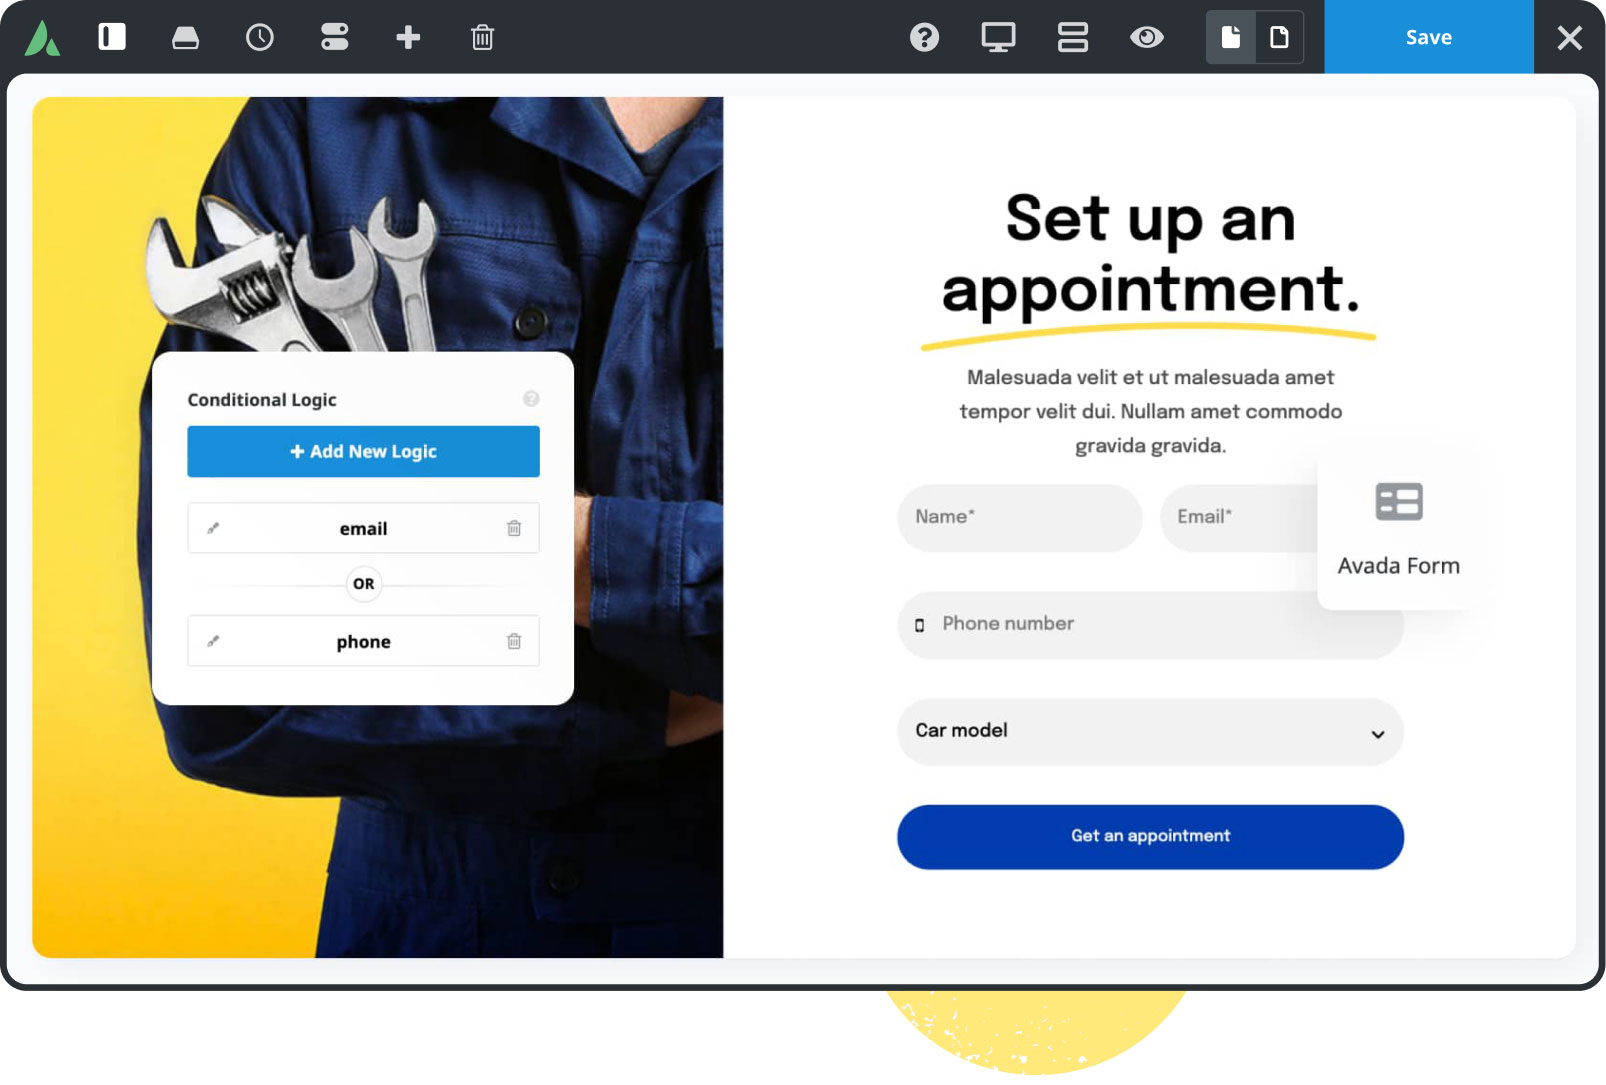 Save
Conditional Logic
+ Add New Logic
email
OR
phone
Set up an
appointment.
Malesuada velit et ut malesuada amet
tempor velit dui. Nullam amet commodo
gravida gravida.
Name*
Email*
Avada Form
Phone number
Car model
Get an appointment